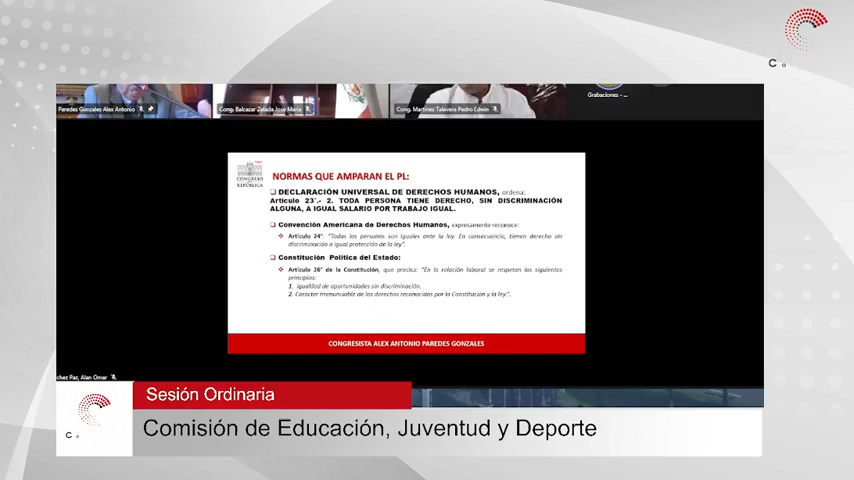 C o
Paredes Gonzales Alex Antonio
Cong. Balcazar Zelada Jose Maria
Cong. Martinez Talavera Pedro Edwin
Grabaciones - ...
CONGRESO
REPÚBLICA
NORMAS QUE AMPARAN EL PL:
DECLARACIÓN UNIVERSAL DE DERECHOS HUMANOS, ordena:
Artículo 23°.- 2. TODA PERSONA TIENE DERECHO, SIN DISCRIMINACIÓN
ALGUNA, A IGUAL SALARIO POR TRABAJO IGUAL.
Convención Americana de Derechos Humanos, expresamente reconoce:
Artículo 24°: "Todas las personas son iguales ante la ley. En consecuencia, tienen derecho sin
discriminación a igual protección de la ley".
Constitución Política del Estado:
Artículo 26° de la Constitución, que precisa: "En la relación laboral se respetan los siguientes
principios:
1. Igualdad de oportunidades sin discriminación.
2. Carácter irrenunciable de los derechos reconocidos por la Constitución y la ley.".
CONGRESISTA ALEX ANTONIO PAREDES GONZALES
chez Paz, Alan Omar
Sesión Ordinaria
C o
Comisión de Educación, Juventud y Deporte